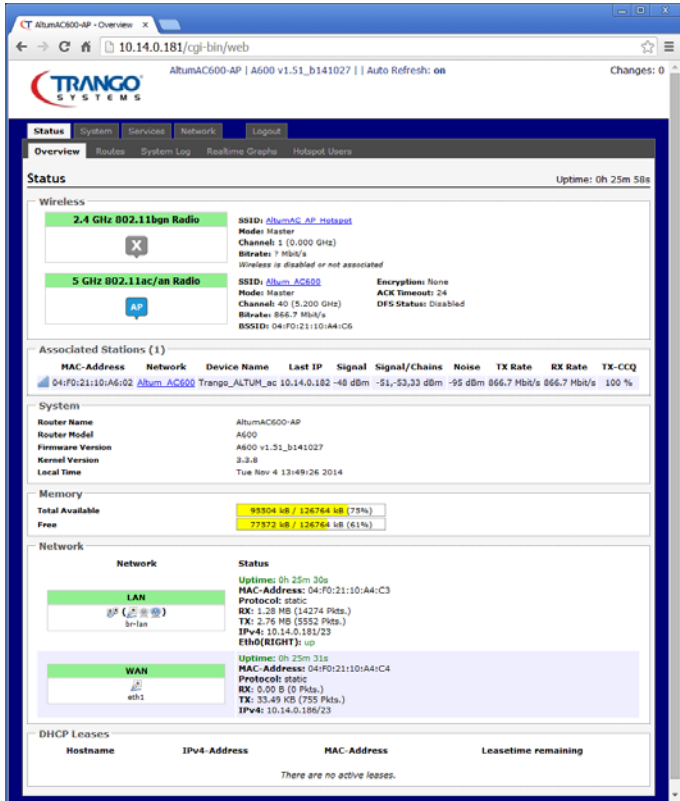 AltumAC600-AP - Overview ×
10.14.0.181/cgi-bin/web
TRANGO SYSTEMS
AltumAC600-AP | A600 v1.51_b141027 | | Auto Refresh: on Changes: 0
Status System Services Network Logout
Overview Routes System Log Realtime Graphs Hotspot Users
Status Uptime: 0h 25m 58s
Wireless
2.4 GHz 802.11bgn Radio
X
SSID: AltumAC_AP_Hotspot
Mode: Master
Channel: 1 (0.000 GHz)
Bitrate: ? Mbit/s
Wireless is disabled or not associated
5 GHz 802.11ac/an Radio
AP
SSID: Altum_AC600 Encryption: None
Mode: Master ACK Timeout: 24
Channel: 40 (5.200 GHz) DFS Status: Disabled
Bitrate: 866.7 Mbit/s
BSSID: 04:F0:21:10:A4:C6
Associated Stations (1)
MAC-Address Network Device Name Last IP Signal Signal/Chains Noise TX Rate RX Rate TX-CCQ
04:F0:21:10:A6:02 Altum_AC600 Trango_ALTUM_ac 10.14.0.182 -48 dBm -51,-53,33 dBm -95 dBm 866.7 Mbit/s 866.7 Mbit/s 100 %
System
Router Name AltumAC600-AP
Router Model A600
Firmware Version A600 v1.51_b141027
Kernel Version 3.3.8
Local Time Tue Nov 4 13:49:26 2014
Memory
Total Available 95504 kB / 126764 kB (75%)
Free 77572 kB / 126764 kB (61%)
Network
Network Status
LAN
br-lan
Uptime: 0h 25m 30s
MAC-Address: 04:F0:21:10:A4:C3
Protocol: static
RX: 1.28 MB (14274 Pkts.)
TX: 2.76 MB (5552 Pkts.)
IPv4: 10.14.0.181/23
Eth0(RIGHT): up
WAN
eth1
Uptime: 0h 25m 31s
MAC-Address: 04:F0:21:10:A4:C4
Protocol: static
RX: 0.00 B (0 Pkts.)
TX: 33.49 KB (755 Pkts.)
IPv4: 10.14.0.186/23
DHCP Leases
Hostname IPv4-Address MAC-Address Leasetime remaining
There are no active leases.